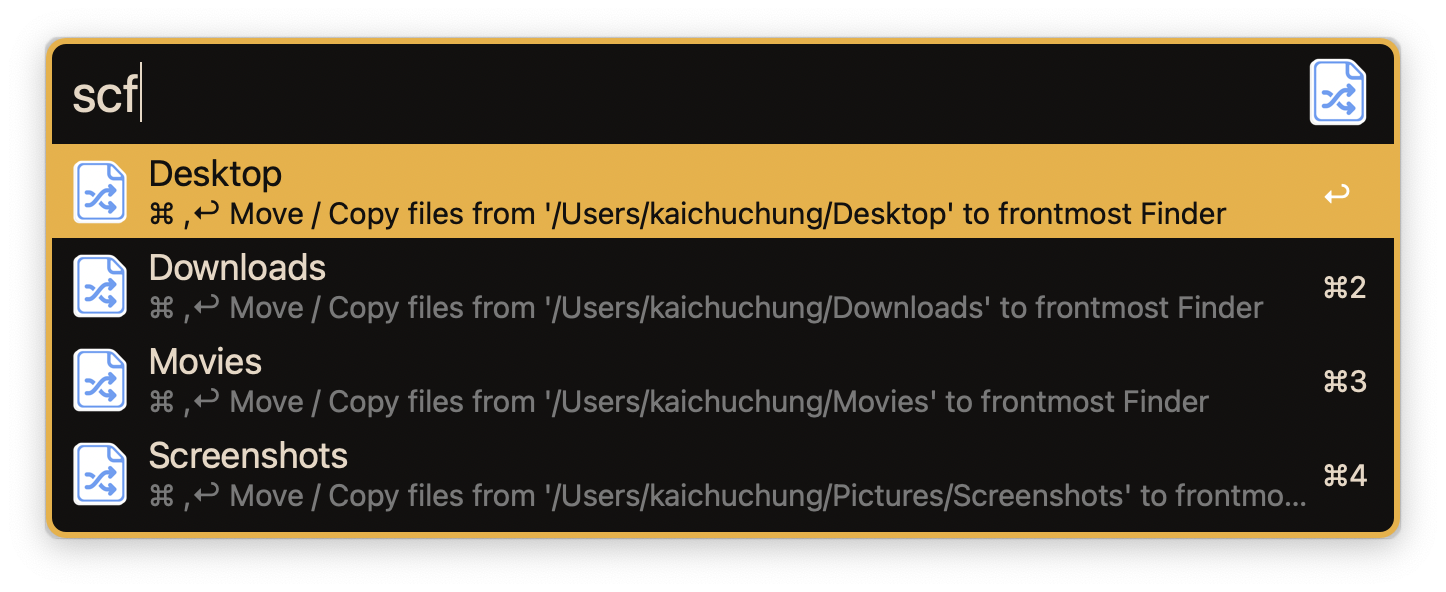 scf
Desktop
⌘ ,↩ Move / Copy files from '/Users/kaichuchung/Desktop' to frontmost Finder
↩
Downloads
⌘ ,↩ Move / Copy files from '/Users/kaichuchung/Downloads' to frontmost Finder
⌘2
Movies
⌘ ,↩ Move / Copy files from '/Users/kaichuchung/Movies' to frontmost Finder
⌘3
Screenshots
⌘ ,↩ Move / Copy files from '/Users/kaichuchung/Pictures/Screenshots' to frontmo...
⌘4